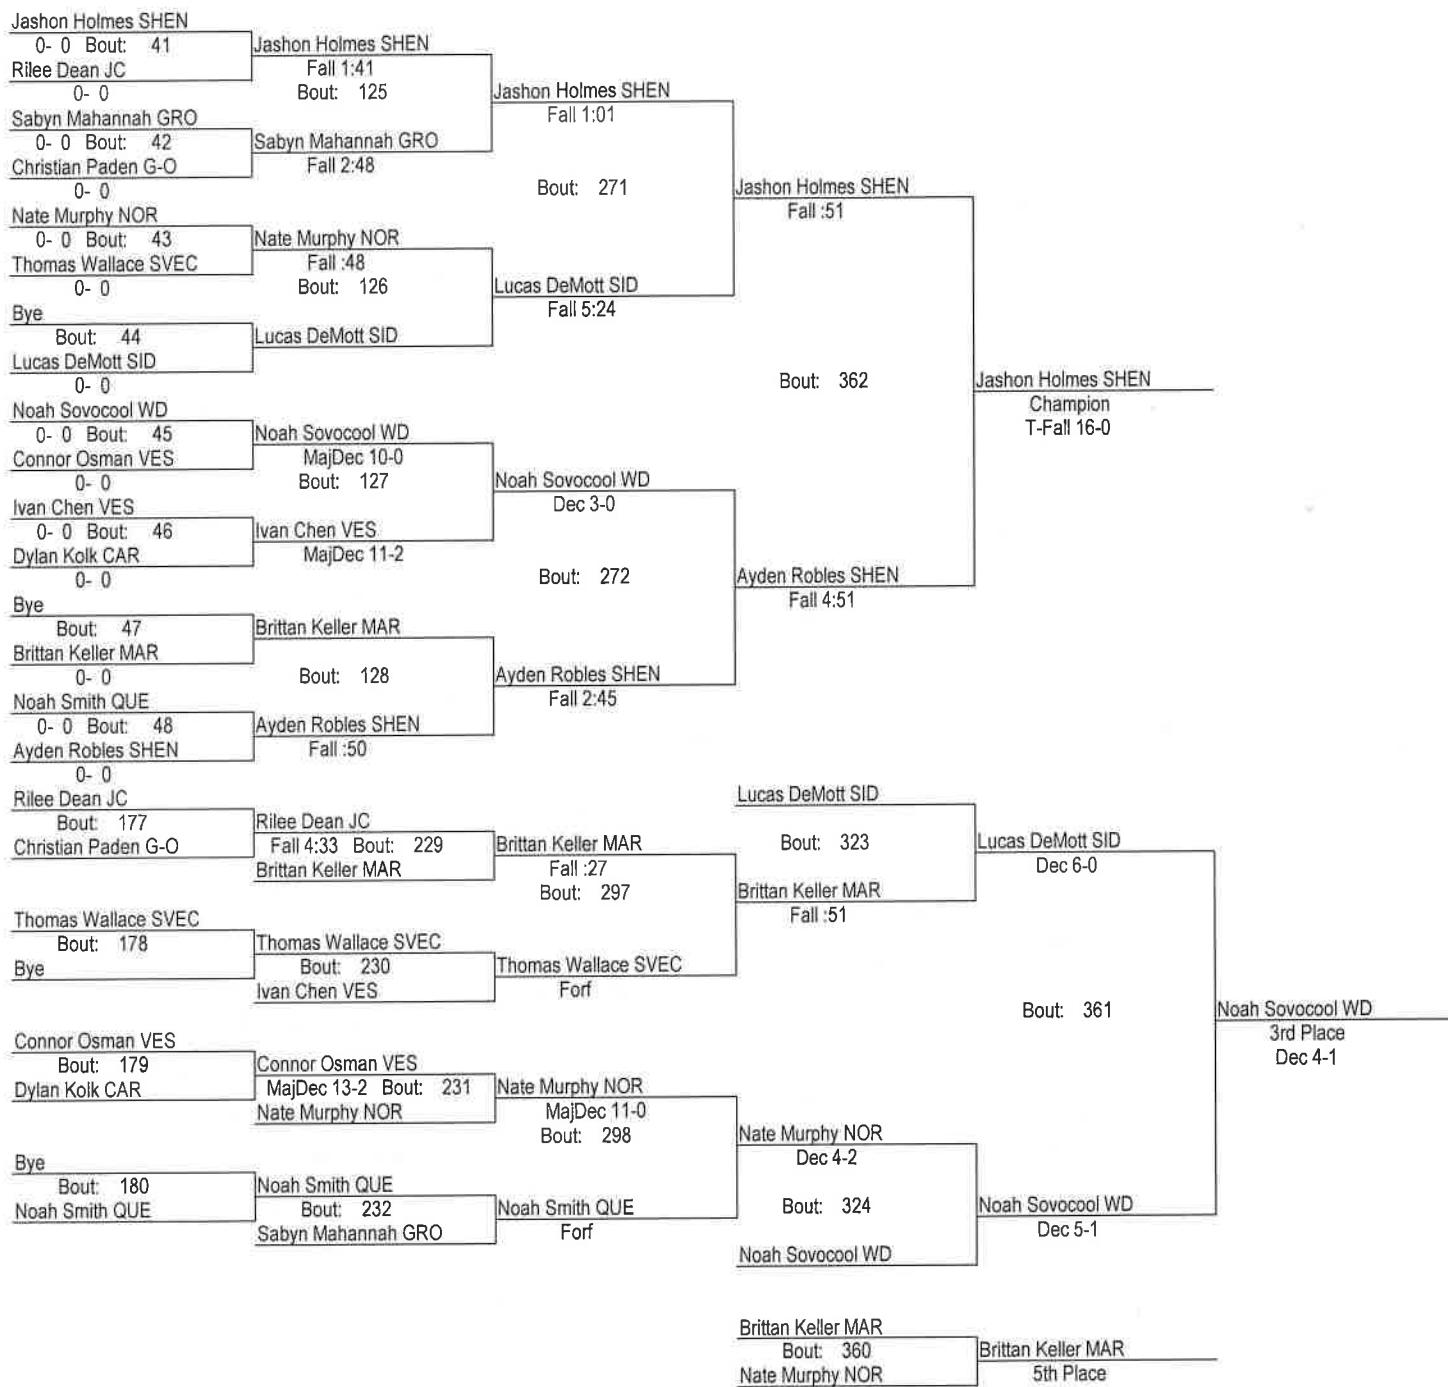 Jashon Holmes SHEN
0- 0 Bout: 41
Rilee Dean JC
0- 0
Sabyn Mahannah GRO
0- 0 Bout: 42
Christian Paden G-O
0- 0
Nate Murphy NOR
0- 0 Bout: 43
Thomas Wallace SVEC
0- 0
Bye
Bout: 44
Lucas DeMott SID
0- 0
Noah Sovocool WD
0- 0 Bout: 45
Connor Osman VES
0- 0
Ivan Chen VES
0- 0 Bout: 46
Dylan Kolk CAR
0- 0
Bye
Bout: 47
Brittan Keller MAR
0- 0
Noah Smith QUE
0- 0 Bout: 48
Ayden Robles SHEN
0- 0
Jashon Holmes SHEN
Fall 1:41
Bout: 125
Sabyn Mahannah GRO
Fall 2:48
Nate Murphy NOR
Fall :48
Bout: 126
Lucas DeMott SID
Noah Sovocool WD
MajDec 10-0
Bout: 127
Ivan Chen VES
MajDec 11-2
Brittan Keller MAR
Bout: 128
Ayden Robles SHEN
Fall :50
Jashon Holmes SHEN
Fall 1:01
Bout: 271
Lucas DeMott SID
Fall 5:24
Noah Sovocool WD
Dec 3-0
Bout: 272
Ayden Robles SHEN
Fall 2:45
Jashon Holmes SHEN
Fall :51
Bout: 362
Ayden Robles SHEN
Fall 4:51
Jashon Holmes SHEN
Champion
T-Fall 16-0
Rilee Dean JC
Bout: 177
Christian Paden G-O
Thomas Wallace SVEC
Bout: 178
Bye
Connor Osman VES
Bout: 179
Dylan Kolk CAR
Bye
Bout: 180
Noah Smith QUE
Rilee Dean JC
Fall 4:33 Bout: 229
Brittan Keller MAR
Thomas Wallace SVEC
Bout: 230
Ivan Chen VES
Connor Osman VES
MajDec 13-2 Bout: 231
Nate Murphy NOR
Noah Smith QUE
Bout: 232
Sabyn Mahannah GRO
Brittan Keller MAR
Fall :27
Bout: 297
Thomas Wallace SVEC
Forf
Nate Murphy NOR
MajDec 11-0
Bout: 298
Noah Smith QUE
Forf
Lucas DeMott SID
Bout: 323
Brittan Keller MAR
Fall :51
Nate Murphy NOR
Dec 4-2
Bout: 324
Noah Sovocool WD
Lucas DeMott SID
Dec 6-0
Bout: 361
Noah Sovocool WD
Dec 5-1
Noah Sovocool WD
3rd Place
Dec 4-1
Brittan Keller MAR
Bout: 360
Nate Murphy NOR
Brittan Keller MAR
5th Place